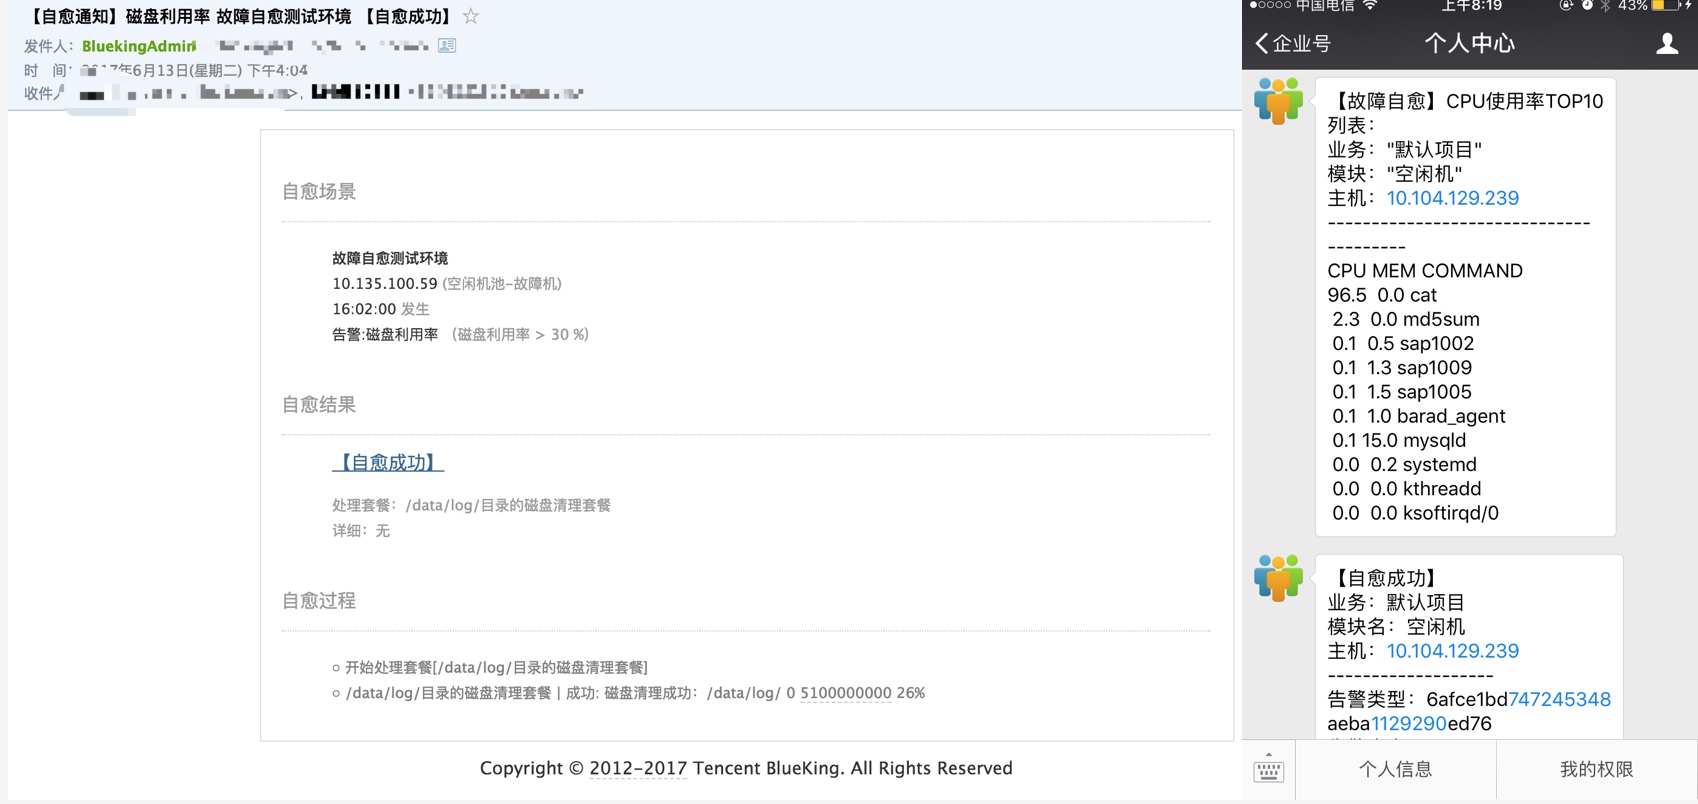 【自愈通知】磁盘利用率 故障自愈测试环境 【自愈成功】
发件人：BluekingAdmin
时 间：2017年6月13日(星期二) 下午4:04
收件人
自愈场景
故障自愈测试环境
10.135.100.59 (空闲机池-故障机)
16:02:00 发生
告警:磁盘利用率 （磁盘利用率 > 30 %）
自愈结果
【自愈成功】
处理套餐：/data/log/目录的磁盘清理套餐
详细：无
自愈过程
开始处理套餐[/data/log/目录的磁盘清理套餐]
/data/log/目录的磁盘清理套餐 | 成功: 磁盘清理成功：/data/log/ 0 5100000000 26%
Copyright © 2012-2017 Tencent BlueKing. All Rights Reserved
中国电信 上午8:19 43%
企业号 个人中心
【故障自愈】CPU使用率TOP10
列表：
业务："默认项目"
模块："空闲机"
主机：10.104.129.239
------------------------------
---------
CPU MEM COMMAND
96.5 0.0 cat
2.3 0.0 md5sum
0.1 0.5 sap1002
0.1 1.3 sap1009
0.1 1.5 sap1005
0.1 1.0 barad_agent
0.1 15.0 mysqld
0.0 0.2 systemd
0.0 0.0 kthreadd
0.0 0.0 ksoftirqd/0
【自愈成功】
业务：默认项目
模块名：空闲机
主机：10.104.129.239
-------------------
告警类型：6afce1bd747245348
aeba1129290ed76
个人信息 我的权限